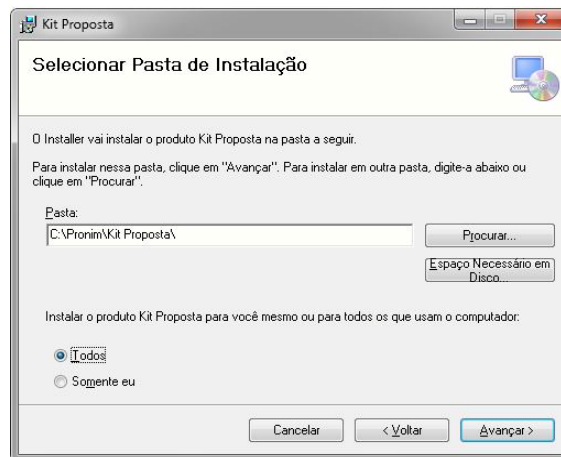 Kit Proposta
Selecionar Pasta de Instalação
O Installer vai instalar o produto Kit Proposta na pasta a seguir.
Para instalar nessa pasta, clique em "Avançar". Para instalar em outra pasta, digite-a abaixo ou
clique em "Procurar".
Pasta:
C:\Pronim\Kit Proposta\
Procurar...
Espaço Necessário em
Disco...
Instalar o produto Kit Proposta para você mesmo ou para todos os que usam o computador:
Todos
Somente eu
Cancelar
< Voltar
Avançar >